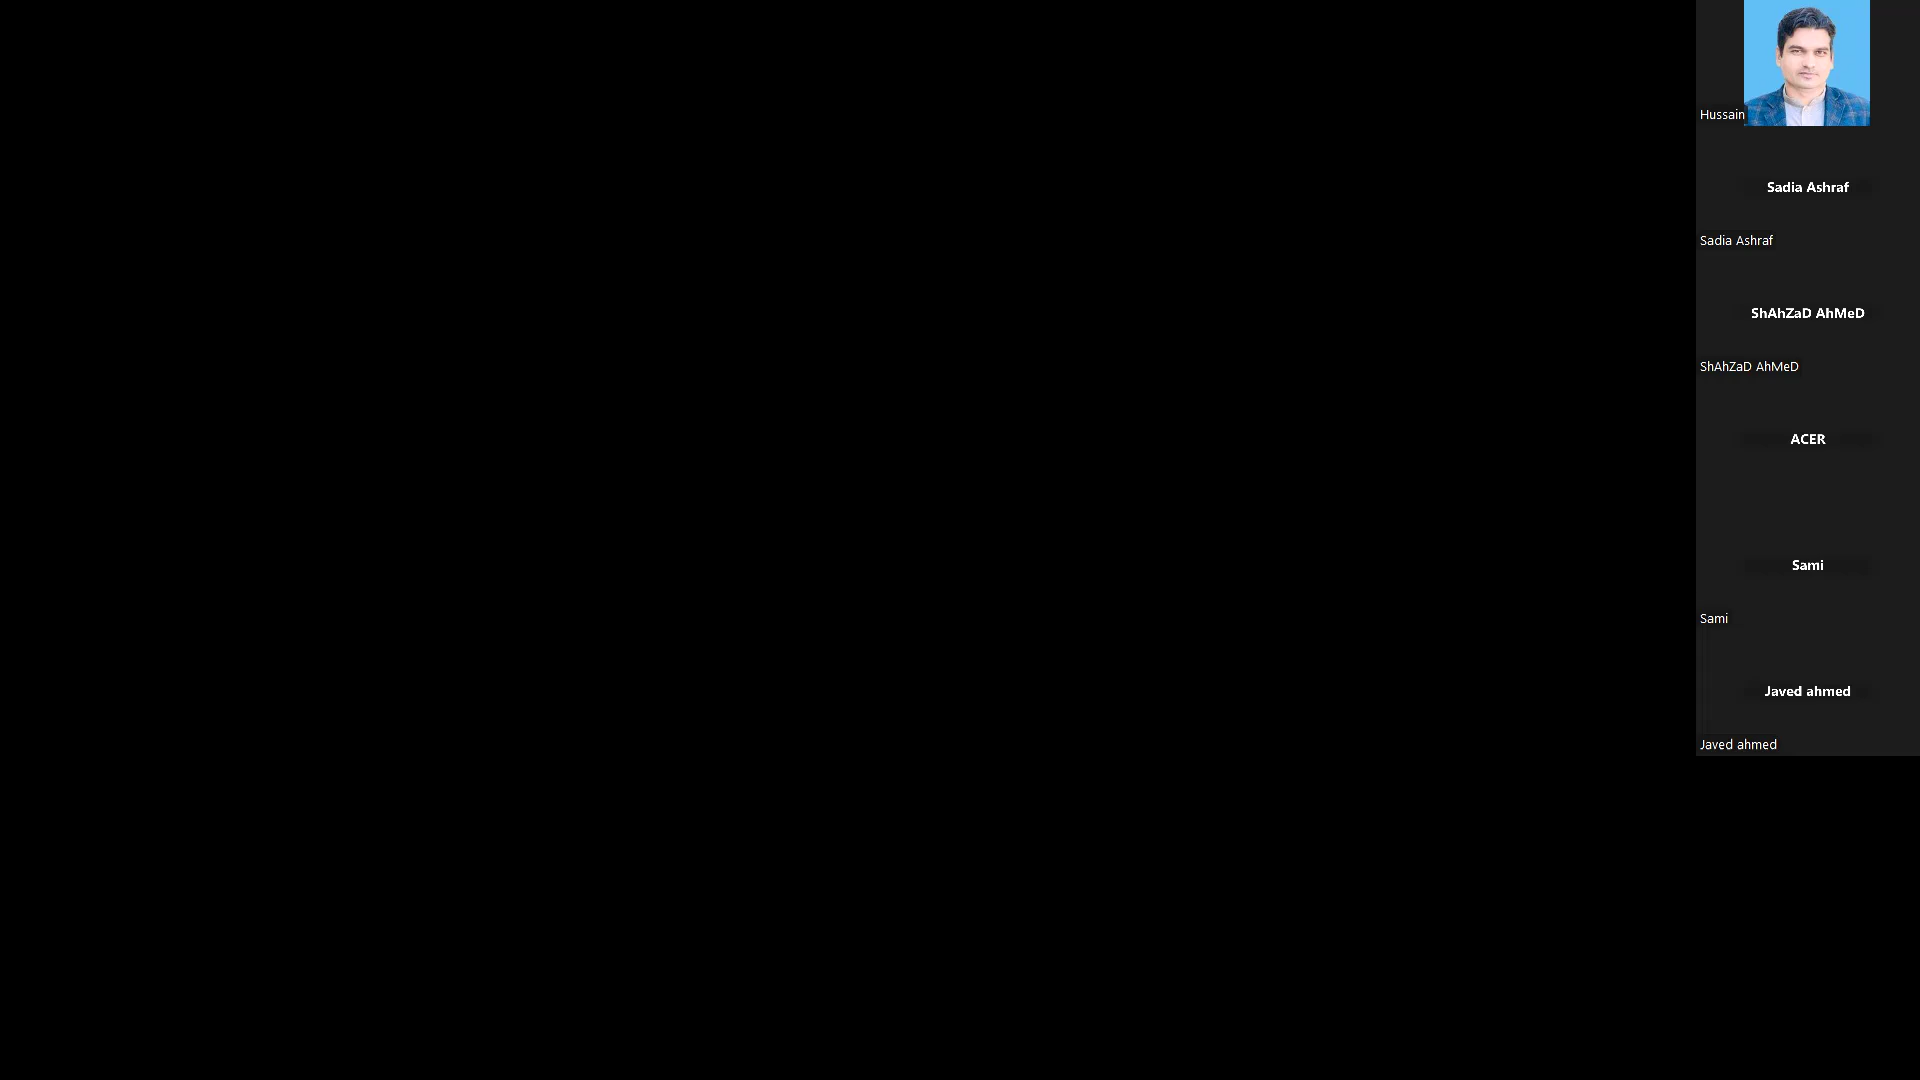 Hussain
Sadia Ashraf
Sadia Ashraf
ShAhZaD AhMeD
ShAhZaD AhMeD
ACER
Sami
Sami
Javed ahmed
Javed ahmed